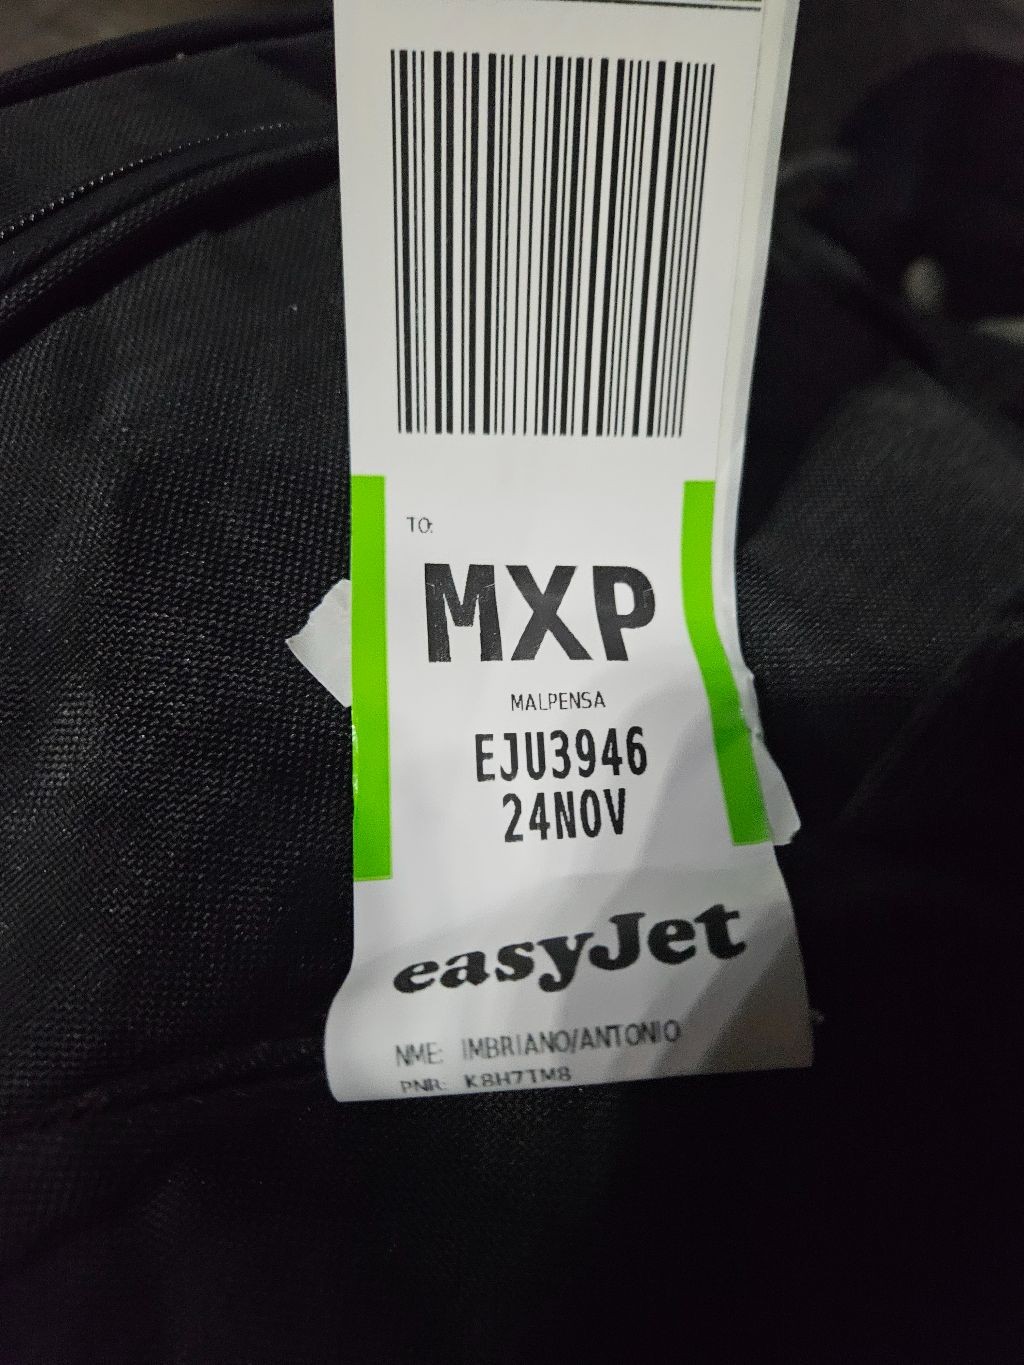 TO:
MXP
MALPENSA
EJU3946
24NOV
easyJet
NME: IMBRIANO/ANTONIO
PNR: K8H7TM8